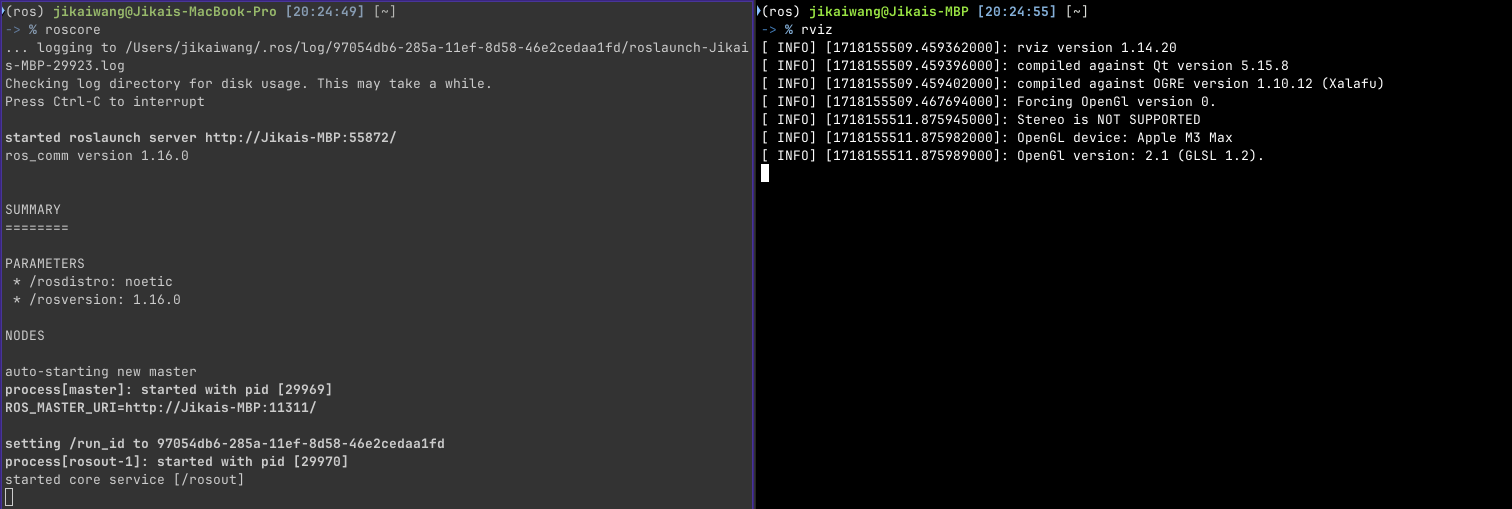 (ros) jikaiwang@Jikais-MacBook-Pro [20:24:49] [~]
-> % roscore
... logging to /Users/jikaiwang/.ros/log/97054db6-285a-11ef-8d58-46e2cedaa1fd/roslaunch-Jikai
s-MBP-29923.log
Checking log directory for disk usage. This may take a while.
Press Ctrl-C to interrupt
started roslaunch server http://Jikais-MBP:55872/
ros_comm version 1.16.0
SUMMARY
========
PARAMETERS
* /rosdistro: noetic
* /rosversion: 1.16.0
NODES
auto-starting new master
process[master]: started with pid [29969]
ROS_MASTER_URI=http://Jikais-MBP:11311/
setting /run_id to 97054db6-285a-11ef-8d58-46e2cedaa1fd
process[rosout-1]: started with pid [29970]
started core service [/rosout]
(ros) jikaiwang@Jikais-MBP [20:24:55] [~]
-> % rviz
[ INFO] [1718155509.459362000]: rviz version 1.14.20
[ INFO] [1718155509.459396000]: compiled against Qt version 5.15.8
[ INFO] [1718155509.459402000]: compiled against OGRE version 1.10.12 (Xalafu)
[ INFO] [1718155509.467694000]: Forcing OpenGl version 0.
[ INFO] [1718155511.875945000]: Stereo is NOT SUPPORTED
[ INFO] [1718155511.875982000]: OpenGL device: Apple M3 Max
[ INFO] [1718155511.875989000]: OpenGl version: 2.1 (GLSL 1.2).